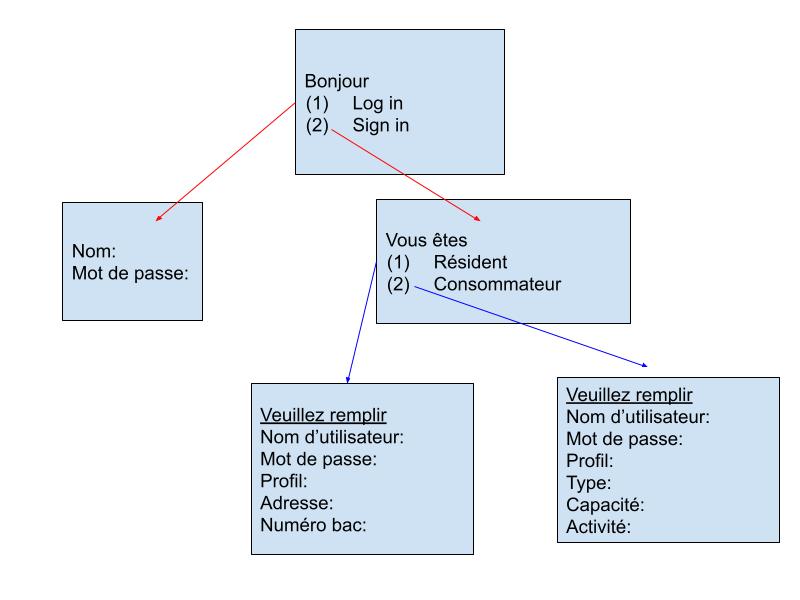 Bonjour
(1) Log in
(2) Sign in
Nom:
Mot de passe:
Vous êtes
(1) Résident
(2) Consommateur
Veuillez remplir
Nom d’utilisateur:
Mot de passe:
Profil:
Adresse:
Numéro bac:
Veuillez remplir
Nom d’utilisateur:
Mot de passe:
Profil:
Type:
Capacité:
Activité: